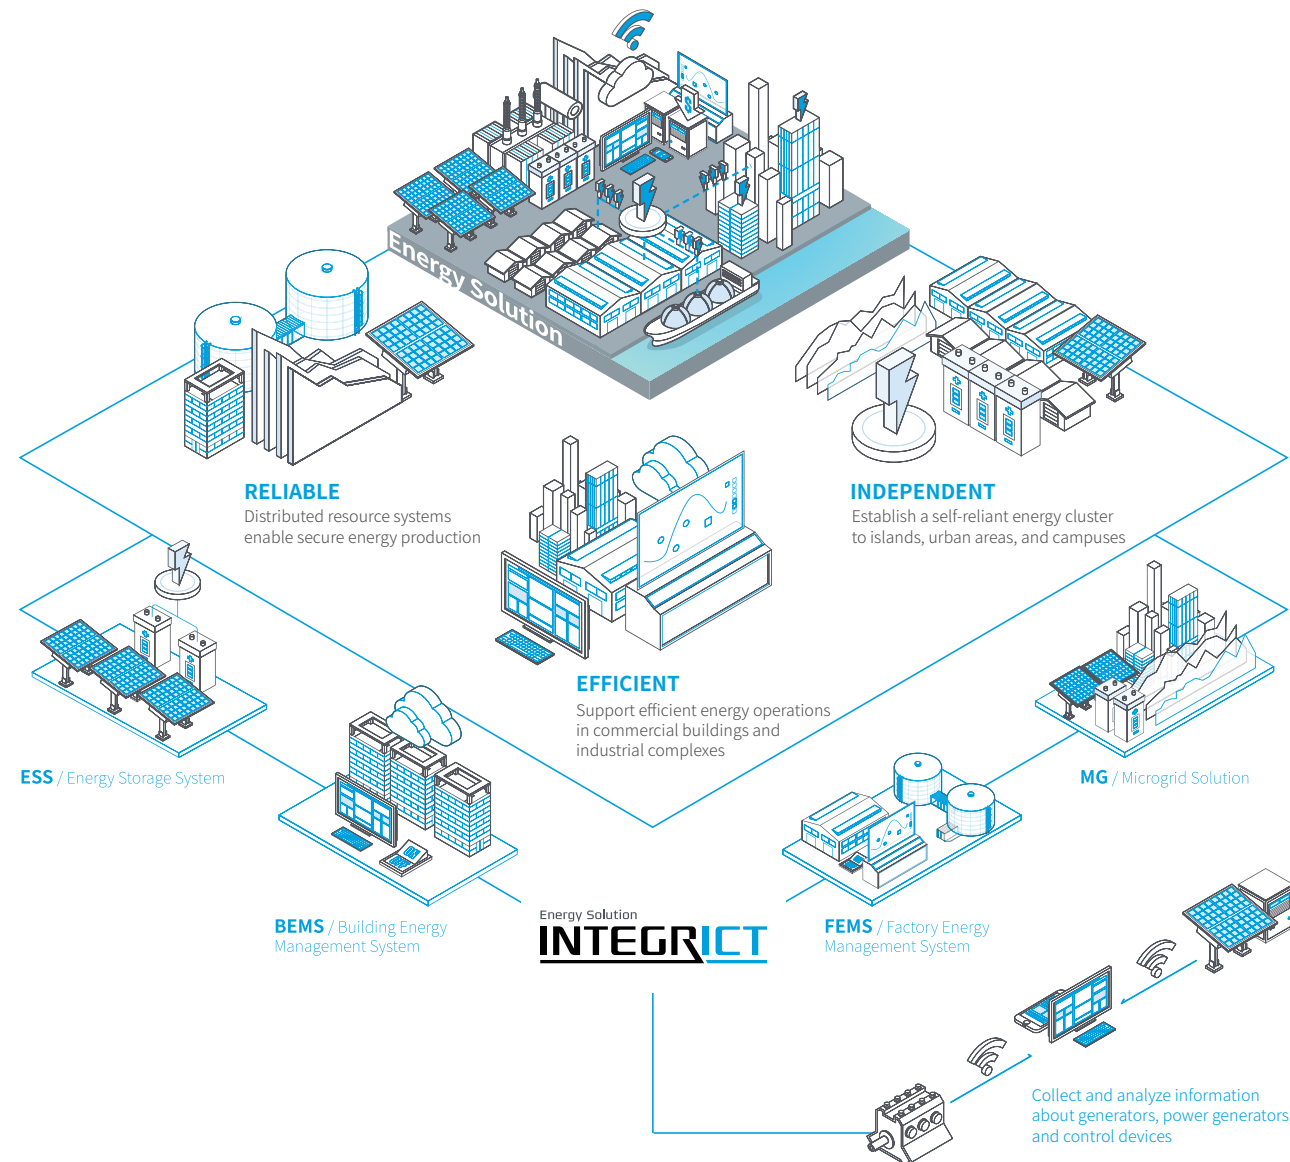 Energy Solution
RELIABLE
Distributed resource systems
enable secure energy production
INDEPENDENT
Establish a self-reliant energy cluster
to islands, urban areas, and campuses
EFFICIENT
Support efficient energy operations
in commercial buildings and
industrial complexes
ESS / Energy Storage System
MG / Microgrid Solution
BEMS / Building Energy
Management System
Energy Solution
INTEGRICT
FEMS / Factory Energy
Management System
Collect and analyze information
about generators, power generators
and control devices